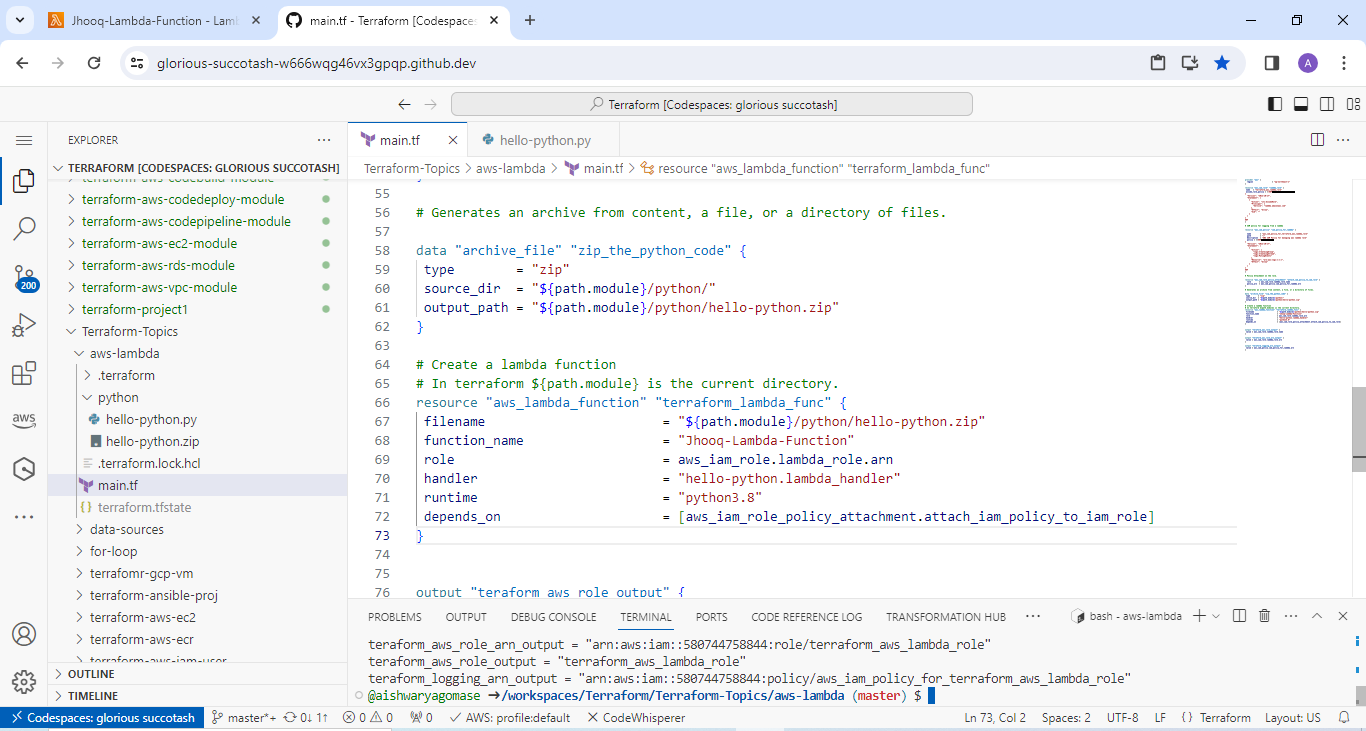 Jhooq-Lambda-Function - Lamb
main.tf - Terraform [Codespaces
glorious-succotash-w666wqg46vx3gpqp.github.dev
A
Terraform [Codespaces: glorious succotash]
EXPLORER
TERRAFORM [CODESPACES: GLORIOUS SUCCOTASH]
terraform-aws-codebuild-module
terraform-aws-codedeploy-module
terraform-aws-codepipeline-module
terraform-aws-ec2-module
terraform-aws-rds-module
terraform-aws-vpc-module
terraform-project1
Terraform-Topics
aws-lambda
.terraform
python
hello-python.py
hello-python.zip
.terraform.lock.hcl
main.tf
terraform.tfstate
data-sources
for-loop
terrafomr-gcp-vm
terraform-ansible-proj
terraform-aws-ec2
terraform-aws-ecr
terraform-aws-iam-user
OUTLINE
TIMELINE
200
aws
main.tf
hello-python.py
Terraform-Topics > aws-lambda > main.tf > resource "aws_lambda_function" "terraform_lambda_func"
55
56 # Generates an archive from content, a file, or a directory of files.
57
58 data "archive_file" "zip_the_python_code" {
59 type = "zip"
60 source_dir = "${path.module}/python/"
61 output_path = "${path.module}/python/hello-python.zip"
62 }
63
64 # Create a lambda function
65 # In terraform ${path.module} is the current directory.
66 resource "aws_lambda_function" "terraform_lambda_func" {
67 filename = "${path.module}/python/hello-python.zip"
68 function_name = "Jhooq-Lambda-Function"
69 role = aws_iam_role.lambda_role.arn
70 handler = "hello-python.lambda_handler"
71 runtime = "python3.8"
72 depends_on = [aws_iam_role_policy_attachment.attach_iam_policy_to_iam_role]
73 }
74
75
76 output "teraform_aws_role_output" {
PROBLEMS OUTPUT DEBUG CONSOLE TERMINAL PORTS CODE REFERENCE LOG TRANSFORMATION HUB
bash - aws-lambda
teraform_aws_role_arn_output = "arn:aws:iam::580744758844:role/terraform_aws_lambda_role"
teraform_aws_role_output = "terraform_aws_lambda_role"
teraform_logging_arn_output = "arn:aws:iam::580744758844:policy/aws_iam_policy_for_terraform_aws_lambda_role"
@aishwaryagomase ➜/workspaces/Terraform/Terraform-Topics/aws-lambda (master) $
Codespaces: glorious succotash
master*+
0↓ 1↑
0
0
0
AWS: profile:default
CodeWhisperer
Ln 73, Col 2
Spaces: 2
UTF-8
LF
{ } Terraform
Layout: US